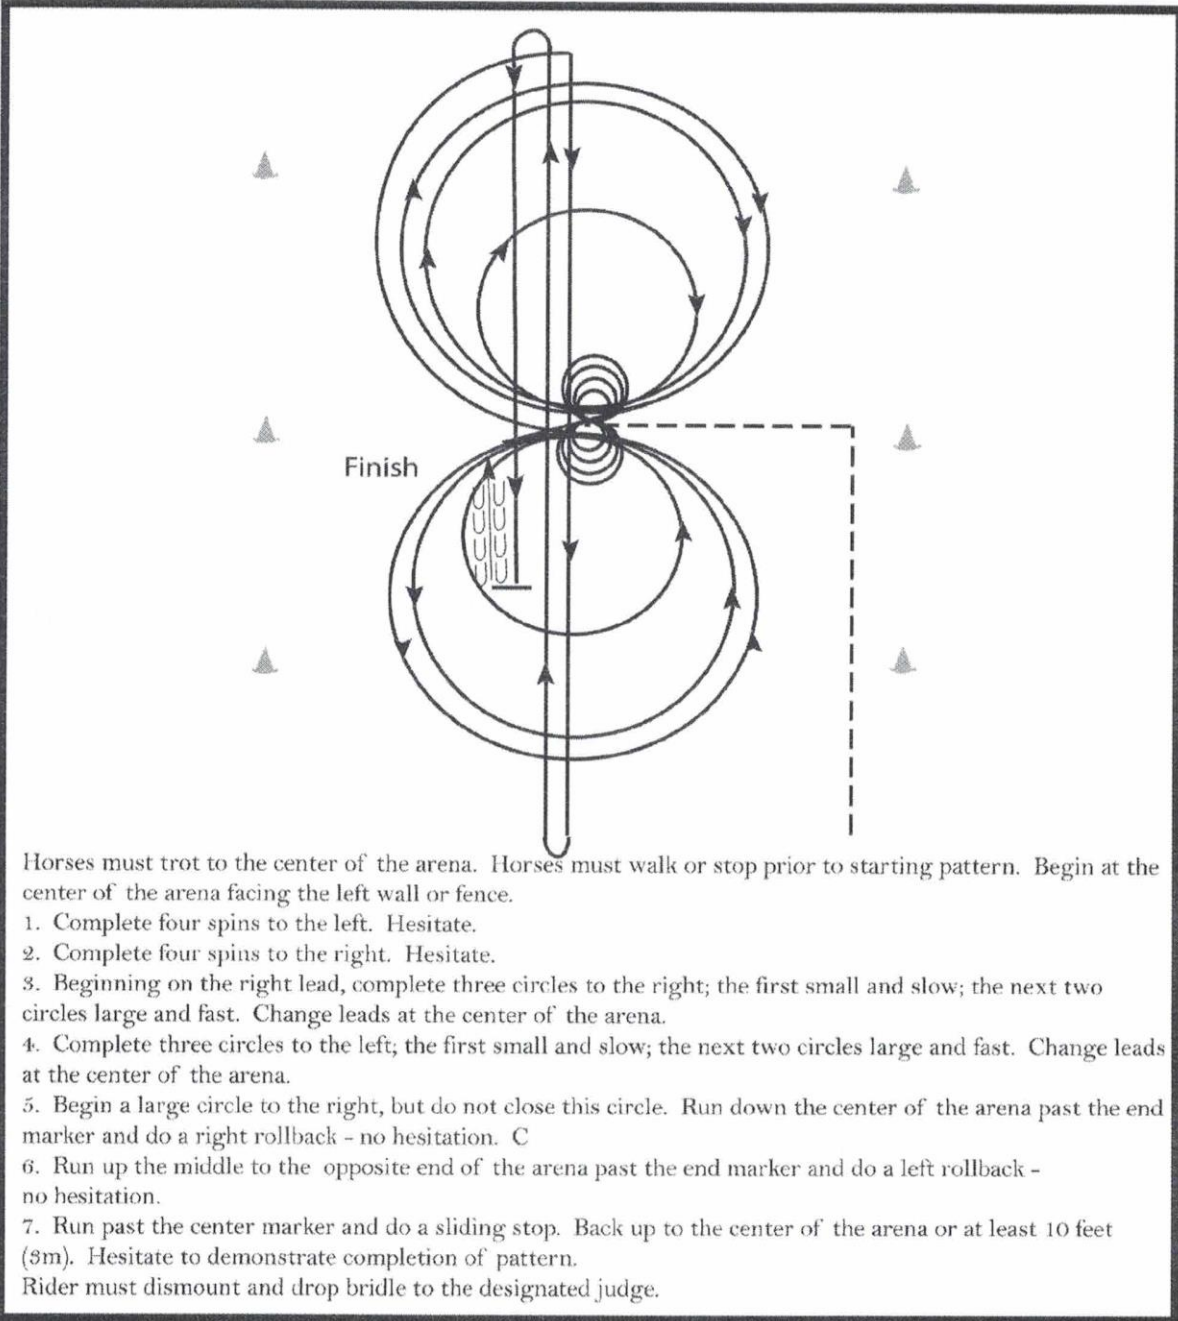 Finish
Horses must trot to the center of the arena. Horses must walk or stop prior to starting pattern. Begin at the
center of the arena facing the left wall or fence.
1. Complete four spins to the left. Hesitate.
2. Complete four spins to the right. Hesitate.
3. Beginning on the right lead, complete three circles to the right; the first small and slow; the next two
circles large and fast. Change leads at the center of the arena.
4. Complete three circles to the left; the first small and slow; the next two circles large and fast. Change leads
at the center of the arena.
5. Begin a large circle to the right, but do not close this circle. Run down the center of the arena past the end
marker and do a right rollback - no hesitation. C
6. Run up the middle to the opposite end of the arena past the end marker and do a left rollback -
no hesitation.
7. Run past the center marker and do a sliding stop. Back up to the center of the arena or at least 10 feet
(3m). Hesitate to demonstrate completion of pattern.
Rider must dismount and drop bridle to the designated judge.